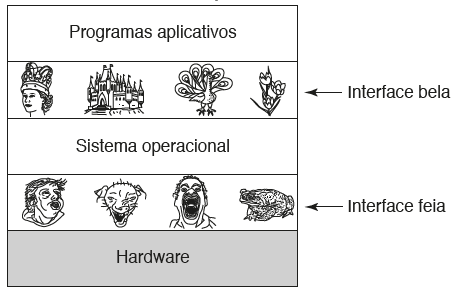 Programas aplicativos
Interface bela
Sistema operacional
Interface feia
Hardware